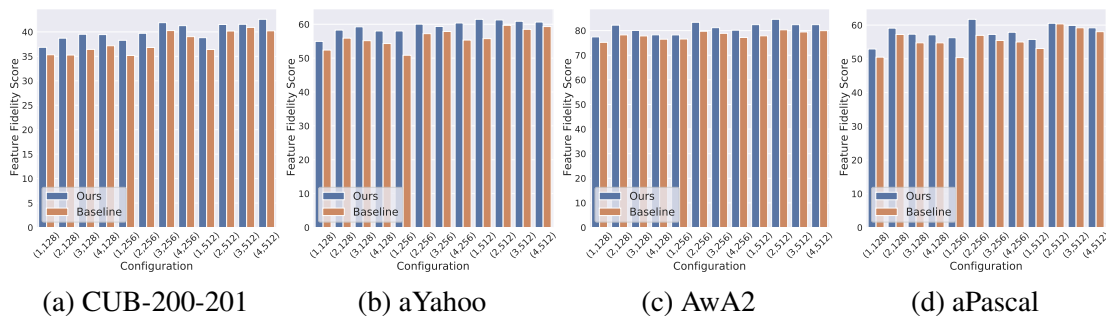 Feature Fidelity Score
40
35
30
25
20
15
10
5
0
Ours
Baseline
(1,128) (2,128) (3,128) (4,128) (1,256) (2,256) (3,256) (4,256) (1,512) (2,512) (3,512) (4,512)
Configuration
(a) CUB-200-201
Feature Fidelity Score
60
50
40
30
20
10
0
Ours
Baseline
(1,128) (2,128) (3,128) (4,128) (1,256) (2,256) (3,256) (4,256) (1,512) (2,512) (3,512) (4,512)
Configuration
(b) aYahoo
Feature Fidelity Score
80
70
60
50
40
30
20
10
0
Ours
Baseline
(1,128) (2,128) (3,128) (4,128) (1,256) (2,256) (3,256) (4,256) (1,512) (2,512) (3,512) (4,512)
Configuration
(c) AwA2
Feature Fidelity Score
60
50
40
30
20
10
0
Ours
Baseline
(1,128) (2,128) (3,128) (4,128) (1,256) (2,256) (3,256) (4,256) (1,512) (2,512) (3,512) (4,512)
Configuration
(d) aPascal